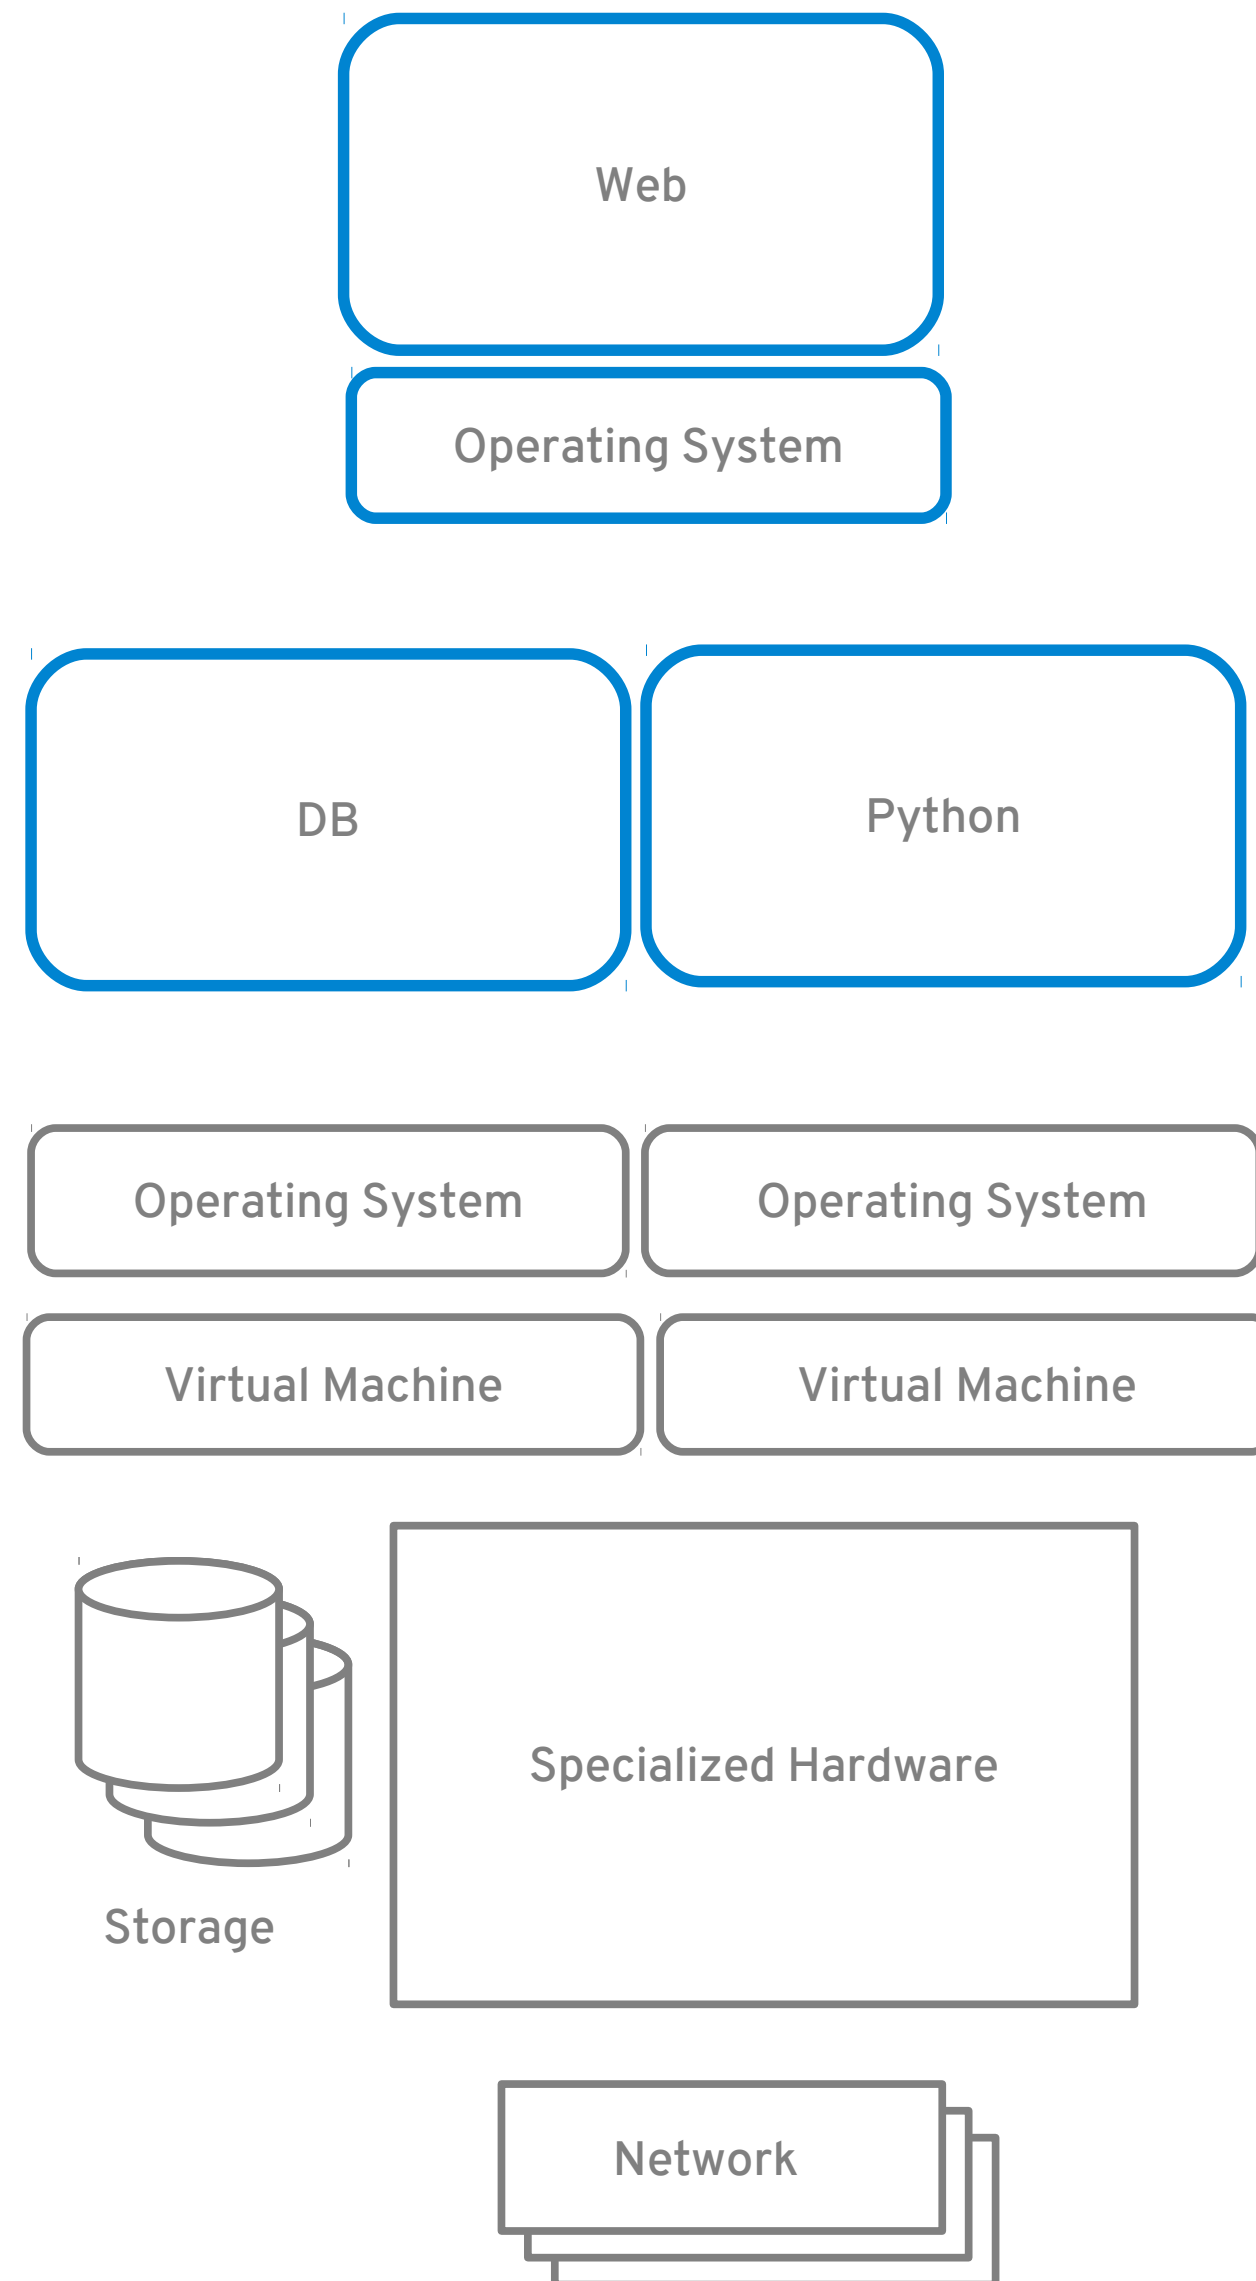 Web
Operating System
DB
Python
Operating System
Operating System
Virtual Machine
Virtual Machine
Specialized Hardware
Storage
Network